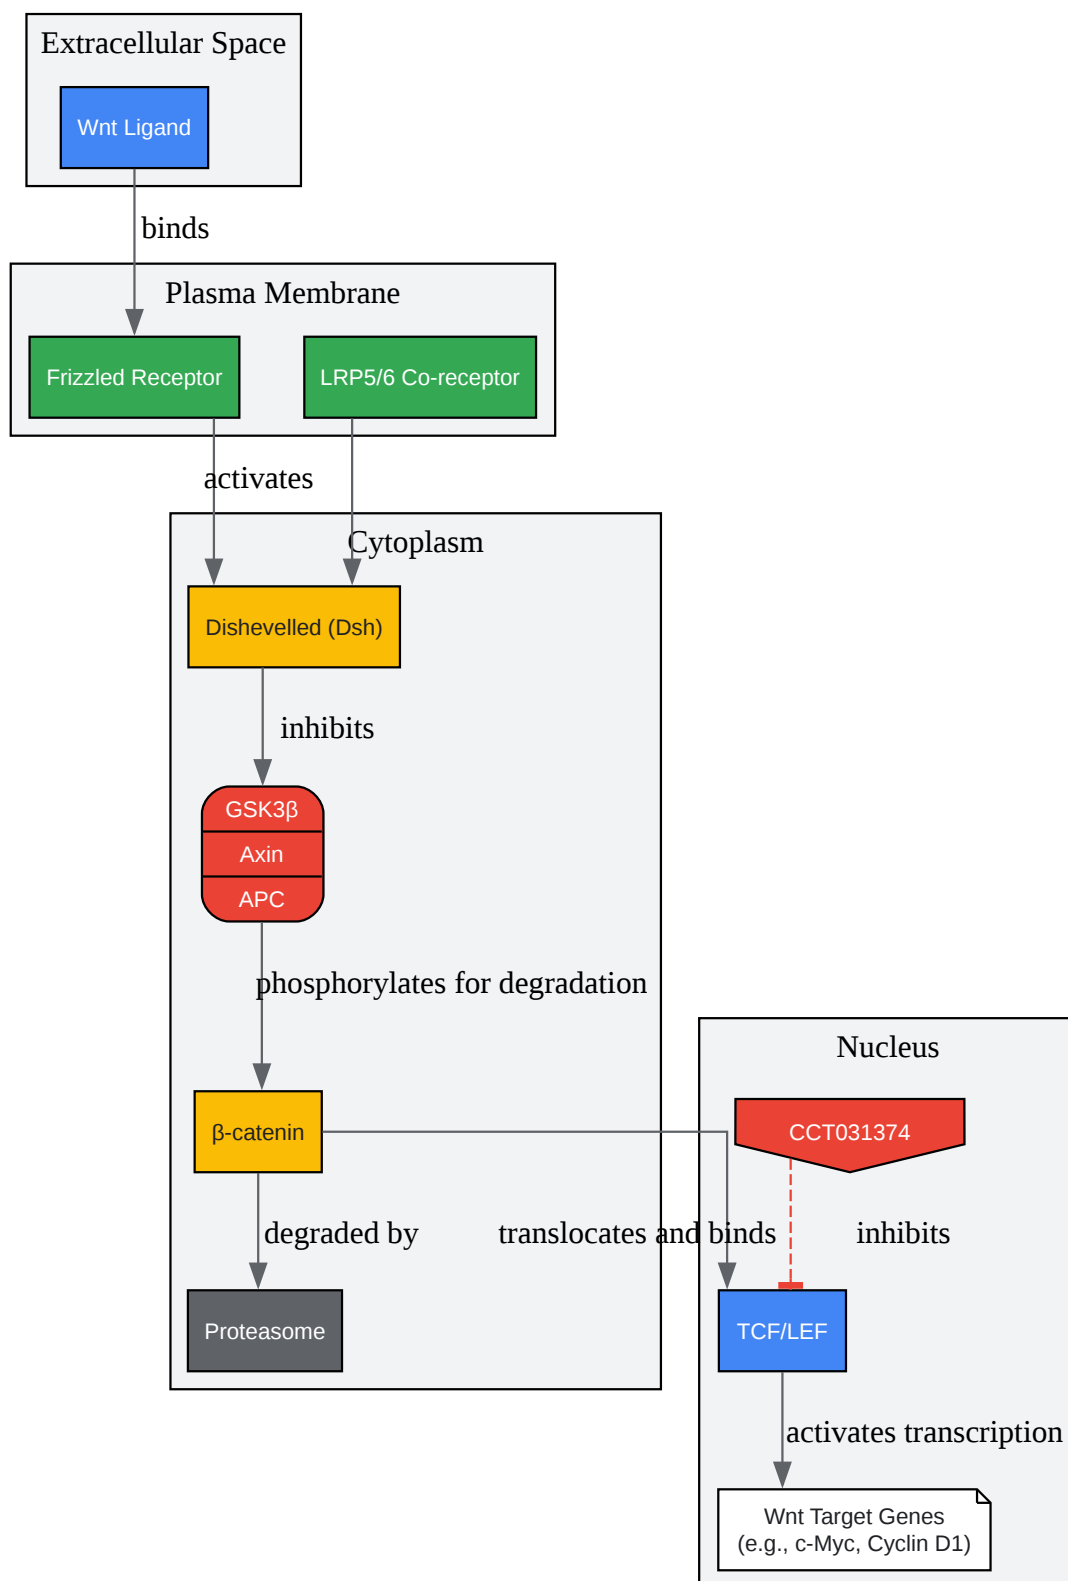 Extracellular Space
Wnt Ligand
binds
Plasma Membrane
Frizzled Receptor
LRP5/6 Co-receptor
activates
Cytoplasm
Dishevelled (Dsh)
inhibits
GSK3β
Axin
APC
phosphorylates for degradation
Nucleus
β-catenin
CCT031374
degraded by
translocates and binds
inhibits
Proteasome
TCF/LEF
activates transcription
Wnt Target Genes
(e.g., c-Myc, Cyclin D1)